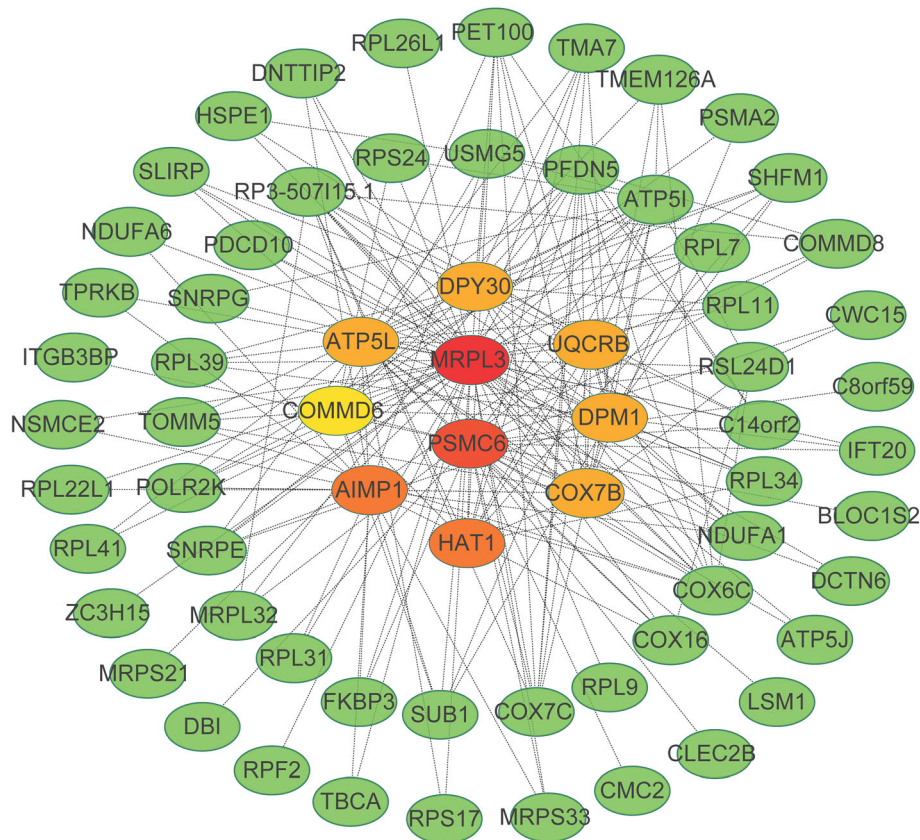 PET100
RPL26L1
TMA7
DNTTIP2
TMEM126A
HSPE1
PSMA2
RPS24
USMG5
SLIRP
PFDN5
RP3-507I15.1
SHFM1
ATP5I
NDUFA6
PDCD10
RPL7
COMMD8
DPY30
TPRKB
SNRPG
RPL11
CWC15
ATP5L
UQCRB
ITGB3BP
RPL39
MRPL3
RSL24D1
C8orf59
COMMD6
DPM1
NSMCE2
TOMM5
C14orf2
PSMC6
IFT20
RPL22L1
POLR2K
AIMP1
COX7B
RPL34
BLOC1S2
RPL41
SNRPE
HAT1
NDUFA1
DCTN6
ZC3H15
MRPL32
COX6C
COX16
ATP5J
MRPS21
RPL31
FKBP3
SUB1
COX7C
RPL9
LSM1
DBI
CLEC2B
RPF2
TBCA
RPS17
MRPS33
CMC2